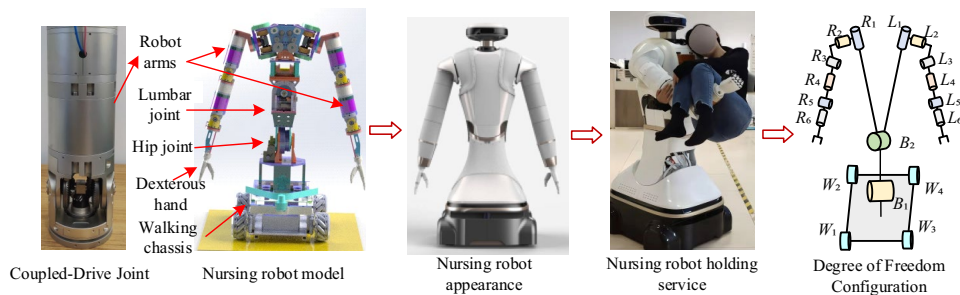 Robot
arms
Lumbar
joint
Hip joint
Dexterous
hand
Walking
chassis
R2
R1
L1
L2
R3
L3
R4
L4
R5
L5
R6
L6
B2
W2
W4
B1
W1
W3
Coupled-Drive Joint
Nursing robot model
Nursing robot
appearance
Nursing robot holding
service
Degree of Freedom
Configuration